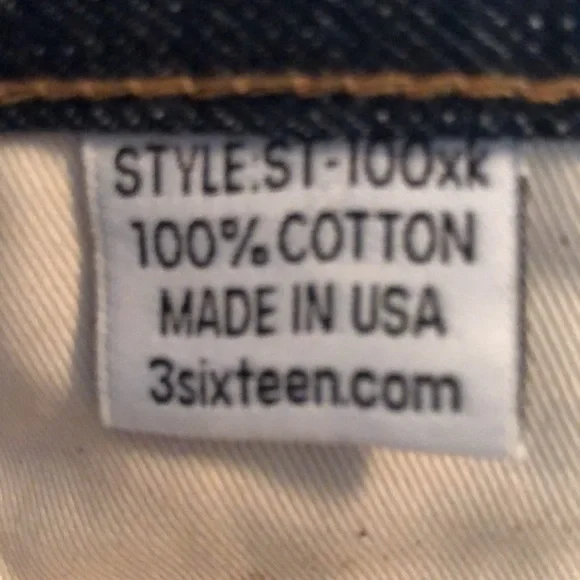 STYLE:ST-100xk
100% COTTON
MADE IN USA
3sixteen.com